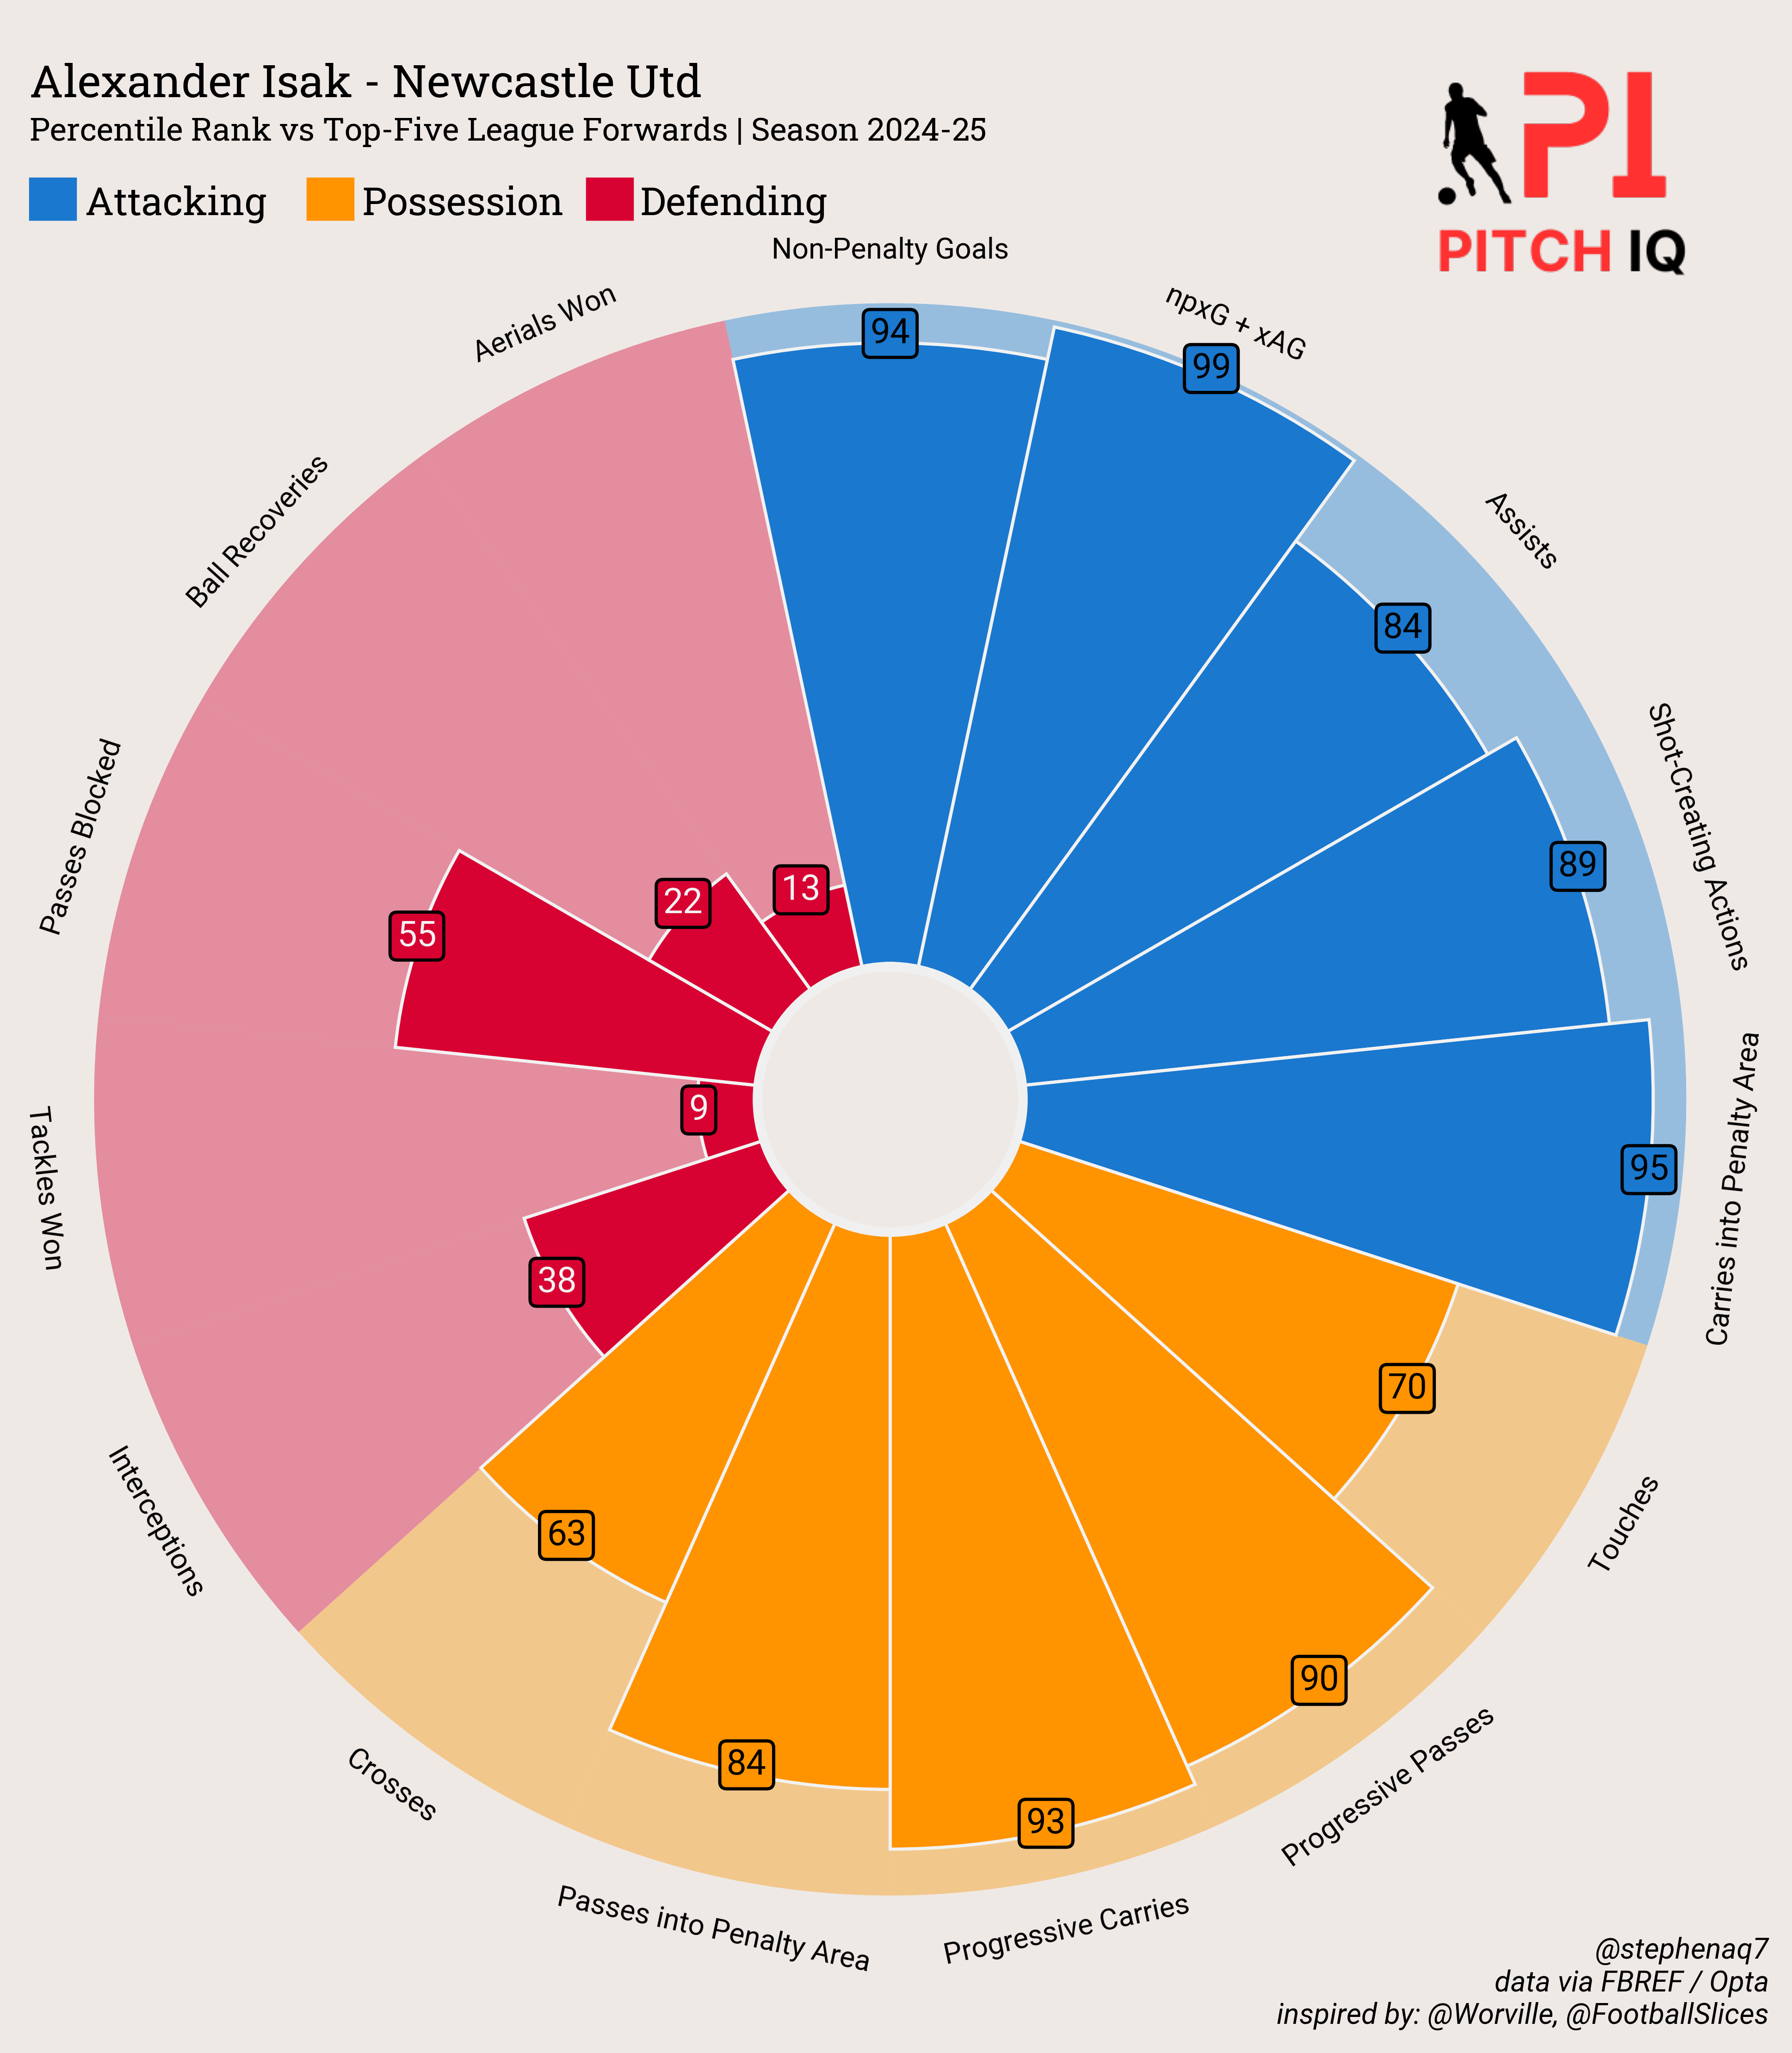 Alexander Isak - Newcastle Utd
Percentile Rank vs Top-Five League Forwards | Season 2024-25
Attacking
Possession
Defending
PI
PITCH IQ
Non-Penalty Goals
94
npxG + xAG
99
Assists
84
Shot-Creating Actions
89
Carries into Penalty Area
95
Touches
70
Progressive Passes
90
Progressive Carries
93
Passes into Penalty Area
84
Crosses
63
Interceptions
38
Tackles Won
9
Passes Blocked
55
Ball Recoveries
22
Aerials Won
13
@stephenaq7
data via FBREF / Opta
inspired by: @Worville, @FootballSlices